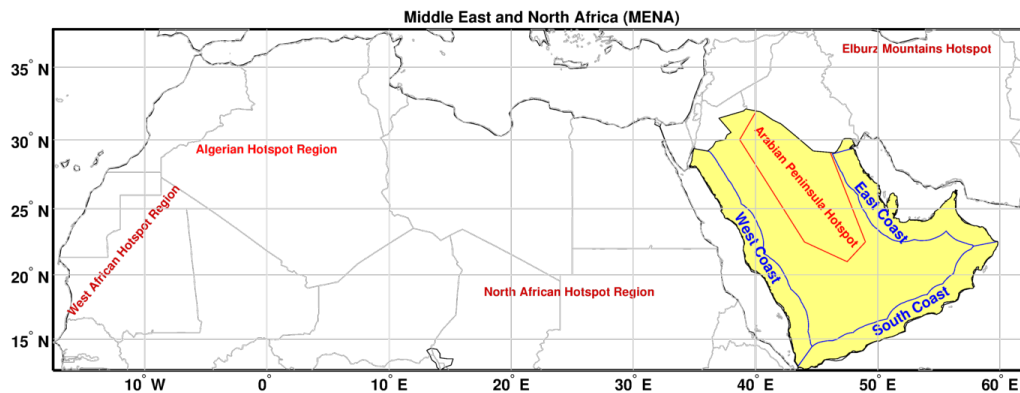 Middle East and North Africa (MENA)
Elburz Mountains Hotspot
35° N
30° N
Algerian Hotspot Region
Arabian Peninsula Hotspot
25° N
West African Hotspot Region
East Coast
West Coast
20° N
North African Hotspot Region
South Coast
15° N
10° W
0°
10° E
20° E
30° E
40° E
50° E
60° E